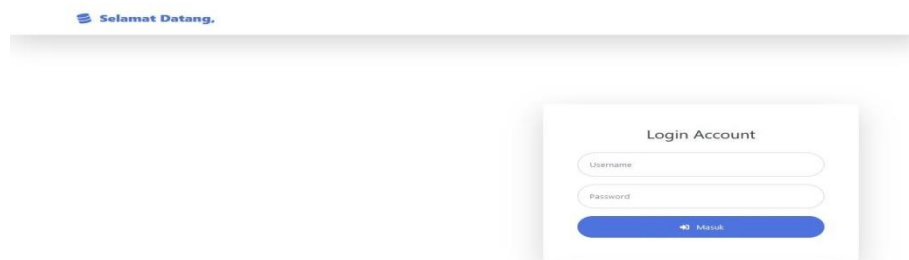 Selamat Datang,
Login Account
Username
Password
Masuk